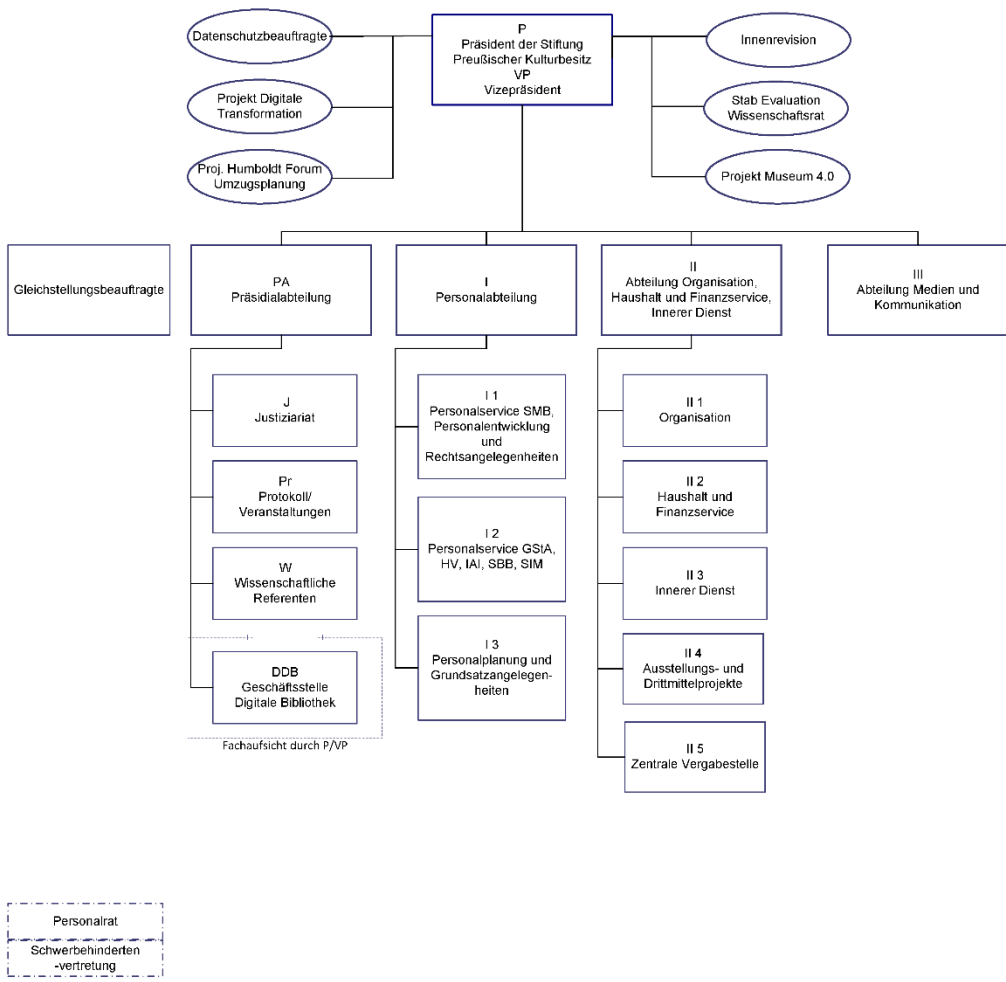 Datenschutzbeauftragte
P
Präsident der Stiftung
Preußischer Kulturbesitz
VP
Vizepräsident
Innenrevision
Projekt Digitale
Transformation
Stab Evaluation
Wissenschaftsrat
Proj. Humboldt Forum
Umzugsplanung
Projekt Museum 4.0
Gleichstellungsbeauftragte
PA
Präsidialabteilung
I
Personalabteilung
II
Abteilung Organisation,
Haushalt und Finanzservice,
Innerer Dienst
III
Abteilung Medien und
Kommunikation
J
Justiziariat
Pr
Protokoll/
Veranstaltungen
W
Wissenschaftliche
Referenten
DDB
Geschäftsstelle
Digitale Bibliothek
Fachaufsicht durch P/VP
I 1
Personalservice SMB,
Personalentwicklung
und
Rechtsangelegenheiten
I 2
Personalservice GStA,
HV, IAI, SBB, SIM
I 3
Personalplanung und
Grundsatzangelegen-
heiten
II 1
Organisation
II 2
Haushalt und
Finanzservice
II 3
Innerer Dienst
II 4
Ausstellungs- und
Drittmittelprojekte
II 5
Zentrale Vergabestelle
Personalrat
Schwerbehinderten
-vertretung